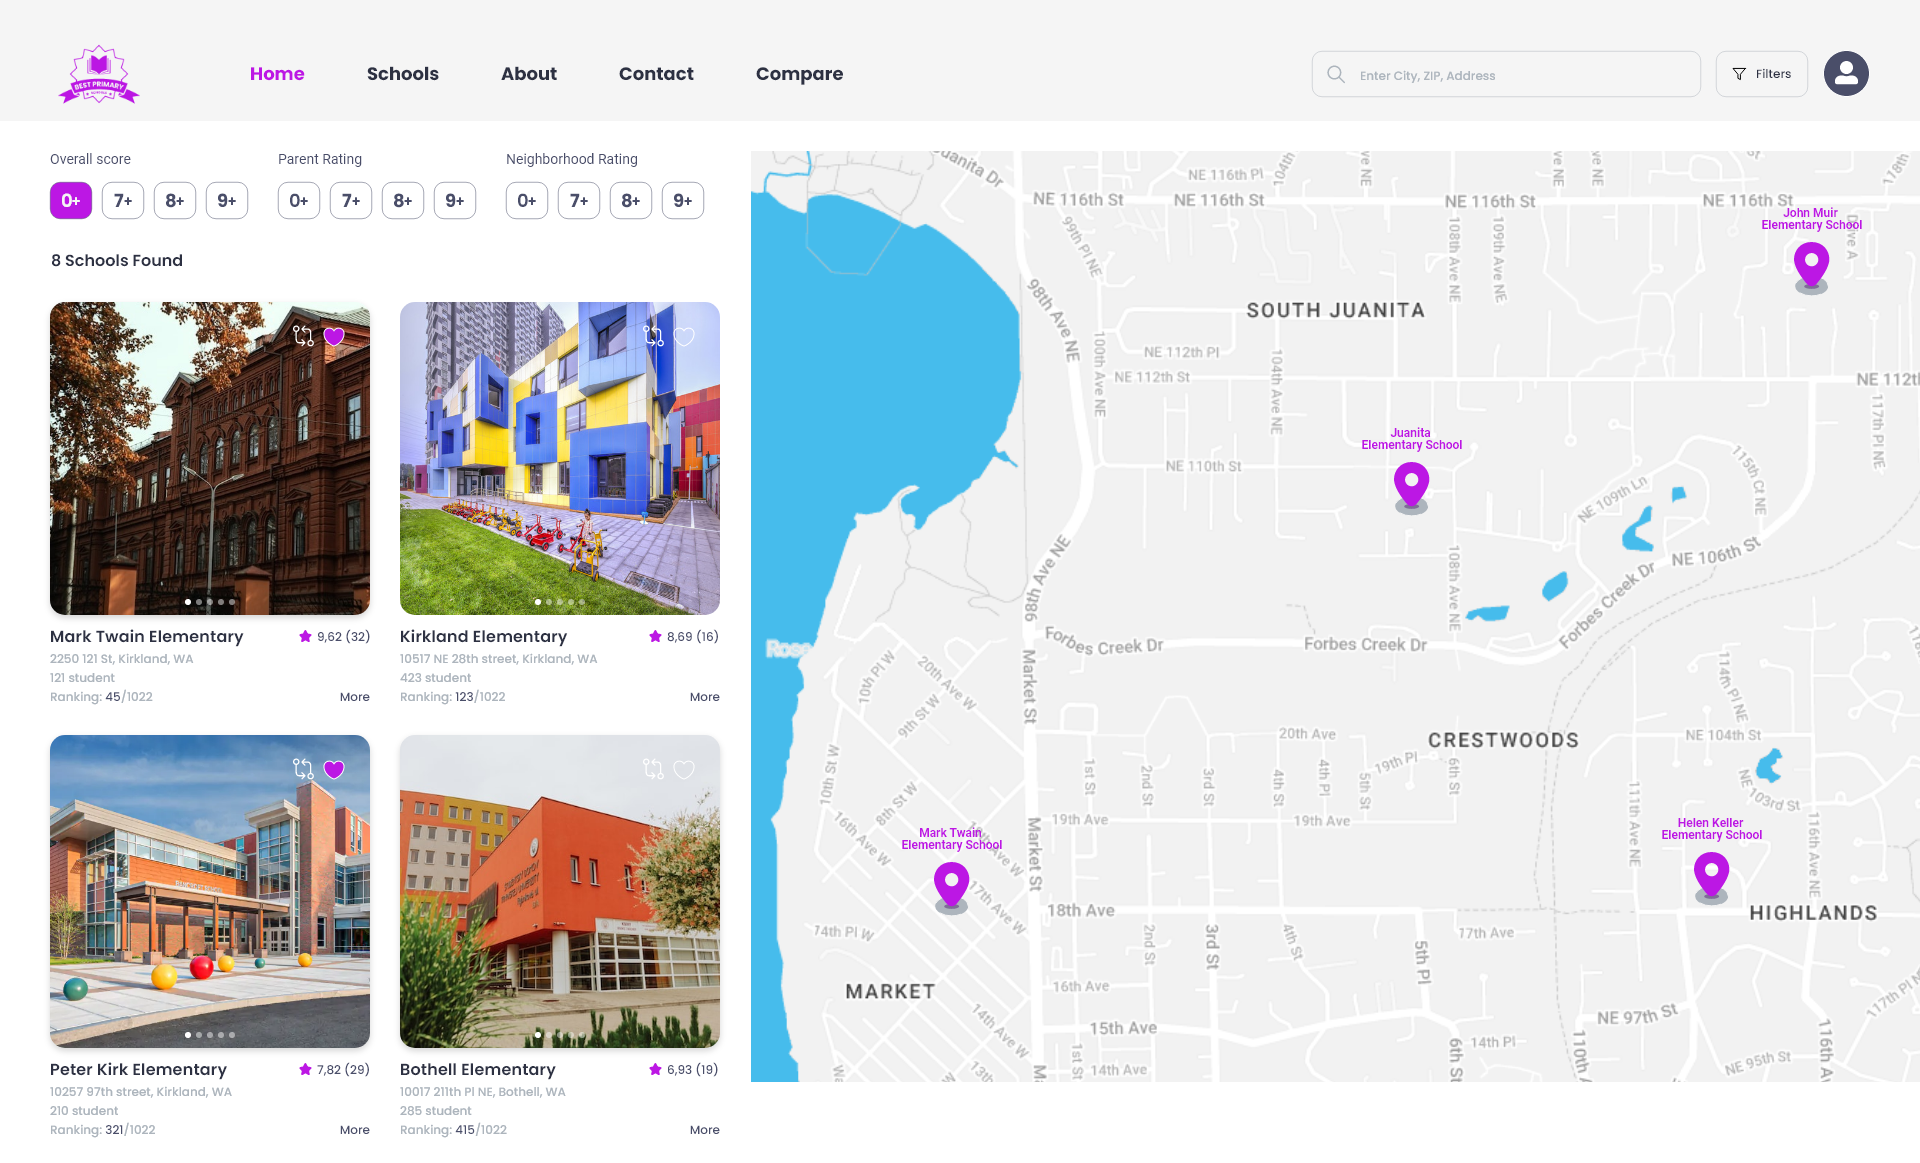 BEST PRIMARY
Home
Schools
About
Contact
Compare
Enter City, ZIP, Address
Filters
Overall score
0+ 7+ 8+ 9+
Parent Rating
0+ 7+ 8+ 9+
Neighborhood Rating
0+ 7+ 8+ 9+
8 Schools Found
Mark Twain Elementary
9,62 (32)
2250 121 St, Kirkland, WA
121 student
Ranking: 45/1022
More
Kirkland Elementary
8,69 (16)
10517 NE 28th street, Kirkland, WA
423 student
Ranking: 123/1022
More
Peter Kirk Elementary
7,82 (29)
10257 97th street, Kirkland, WA
210 student
Ranking: 321/1022
More
Bothell Elementary
6,93 (19)
10017 211th Pl NE, Bothell, WA
285 student
Ranking: 415/1022
More
uanita Dr
NE 116th Pl
104th
NE 116th St
NE 116th St
NE 116th St
NE 116th St
ve NE
ve NE
ve NE
118th
John Muir
Elementary School
99th Pl NE
108th Ave NE
109th Ave NE
98th Ave NE
SOUTH JUANITA
100th Ave NE
NE 112th Pl
NE 112th St
104th Ave NE
NE 112t
117th Pl NE
Juanita
Elementary School
NE 110th St
NE 109th Ln
115th Ct NE
98th Ave NE
108th Ave NE
NE 106th St
Forbes Creek Dr
Forbes Creek Dr
Forbes Creek Dr
Rose
Market St
10th Pl W
20th Ave W
9th St W
114th Pl NE
20th Ave
CRESTWOODS
NE 104th St
10th St W
1st St
2nd St
3rd St
4th St
4th Pl
5th St
19th Pl
6th St
111th Ave NE
NE 103rd St
8th St W
16th Ave W
19th Ave
19th Ave
Market St
116th Ave NE
Mark Twain
Elementary School
Helen Keller
Elementary School
17th Ave W
18th Ave
HIGHLANDS
14th Pl W
2nd St
3rd St
4th St
5th Pl
17th Ave
MARKET
16th Ave
14th Ave W
15th Ave
NE 97th St
117th Pl N
1st St
14th Ave
13th
6th St
14th Pl
110th A
NE 95th St
116th Av